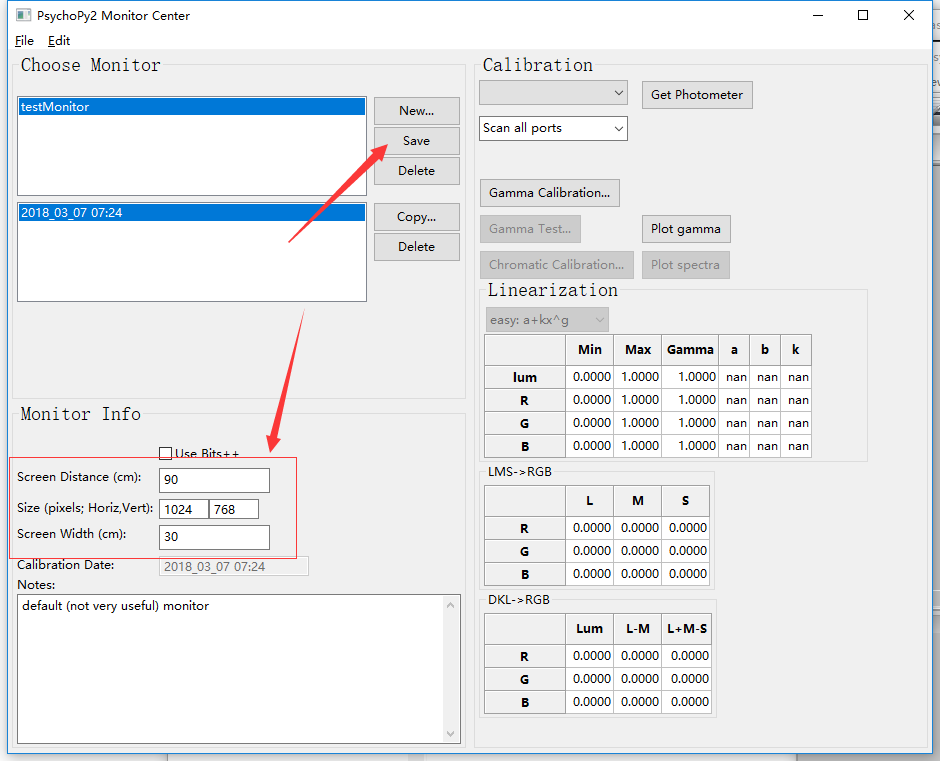 PsychoPy2 Monitor Center
File Edit
Choose Monitor
testMonitor
New...
Save
Delete
2018_03_07 07:24
Copy...
Delete
Monitor Info
Use Bits++
Screen Distance (cm): 90
Size (pixels; Horiz,Vert): 1024 768
Screen Width (cm): 30
Calibration Date: 2018_03_07 07:24
Notes:
default (not very useful) monitor
Calibration
Get Photometer
Scan all ports
Gamma Calibration...
Gamma Test... Plot gamma
Chromatic Calibration... Plot spectra
Linearization
easy: a+kx^g
Min Max Gamma a b k
lum 0.0000 1.0000 1.0000 nan nan nan
R 0.0000 1.0000 1.0000 nan nan nan
G 0.0000 1.0000 1.0000 nan nan nan
B 0.0000 1.0000 1.0000 nan nan nan
LMS->RGB
L M S
R 0.0000 0.0000 0.0000
G 0.0000 0.0000 0.0000
B 0.0000 0.0000 0.0000
DKL->RGB
Lum L-M L+M-S
R 0.0000 0.0000 0.0000
G 0.0000 0.0000 0.0000
B 0.0000 0.0000 0.0000